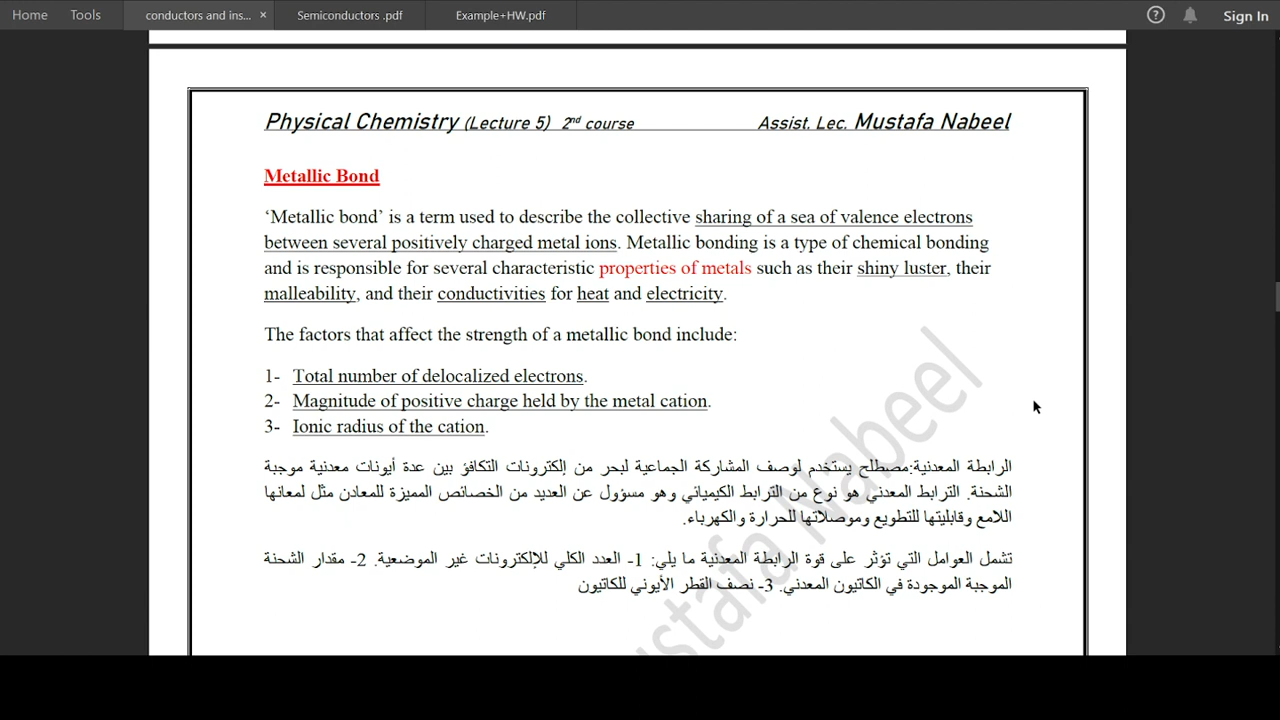 Home Tools conductors and ins... × Semiconductors .pdf Example+HW.pdf ? Sign In
Physical Chemistry (Lecture 5) 2nd course Assist. Lec. Mustafa Nabeel
Metallic Bond
‘Metallic bond’ is a term used to describe the collective sharing of a sea of valence electrons
between several positively charged metal ions. Metallic bonding is a type of chemical bonding
and is responsible for several characteristic properties of metals such as their shiny luster, their
malleability, and their conductivities for heat and electricity.
The factors that affect the strength of a metallic bond include:
1- Total number of delocalized electrons.
2- Magnitude of positive charge held by the metal cation.
3- Ionic radius of the cation.
الرابطة المعدنية:مصطلح يستخدم لوصف المشاركة الجماعية لبحر من إلكترونات التكافؤ بين عدة أيونات معدنية موجبة
الشحنة. الترابط المعدني هو نوع من الترابط الكيميائي وهو مسؤول عن العديد من الخصائص المميزة للمعادن مثل لمعانها
اللامع وقابليتها للتطويع وموصلاتها للحرارة والكهرباء.
تشمل العوامل التي تؤثر على قوة الرابطة المعدنية ما يلي: 1- العدد الكلي للإلكترونات غير الموضعية. 2- مقدار الشحنة
الموجبة الموجودة في الكاتيون المعدني. 3- نصف القطر الأيوني للكاتيون
ustafa Nabeel